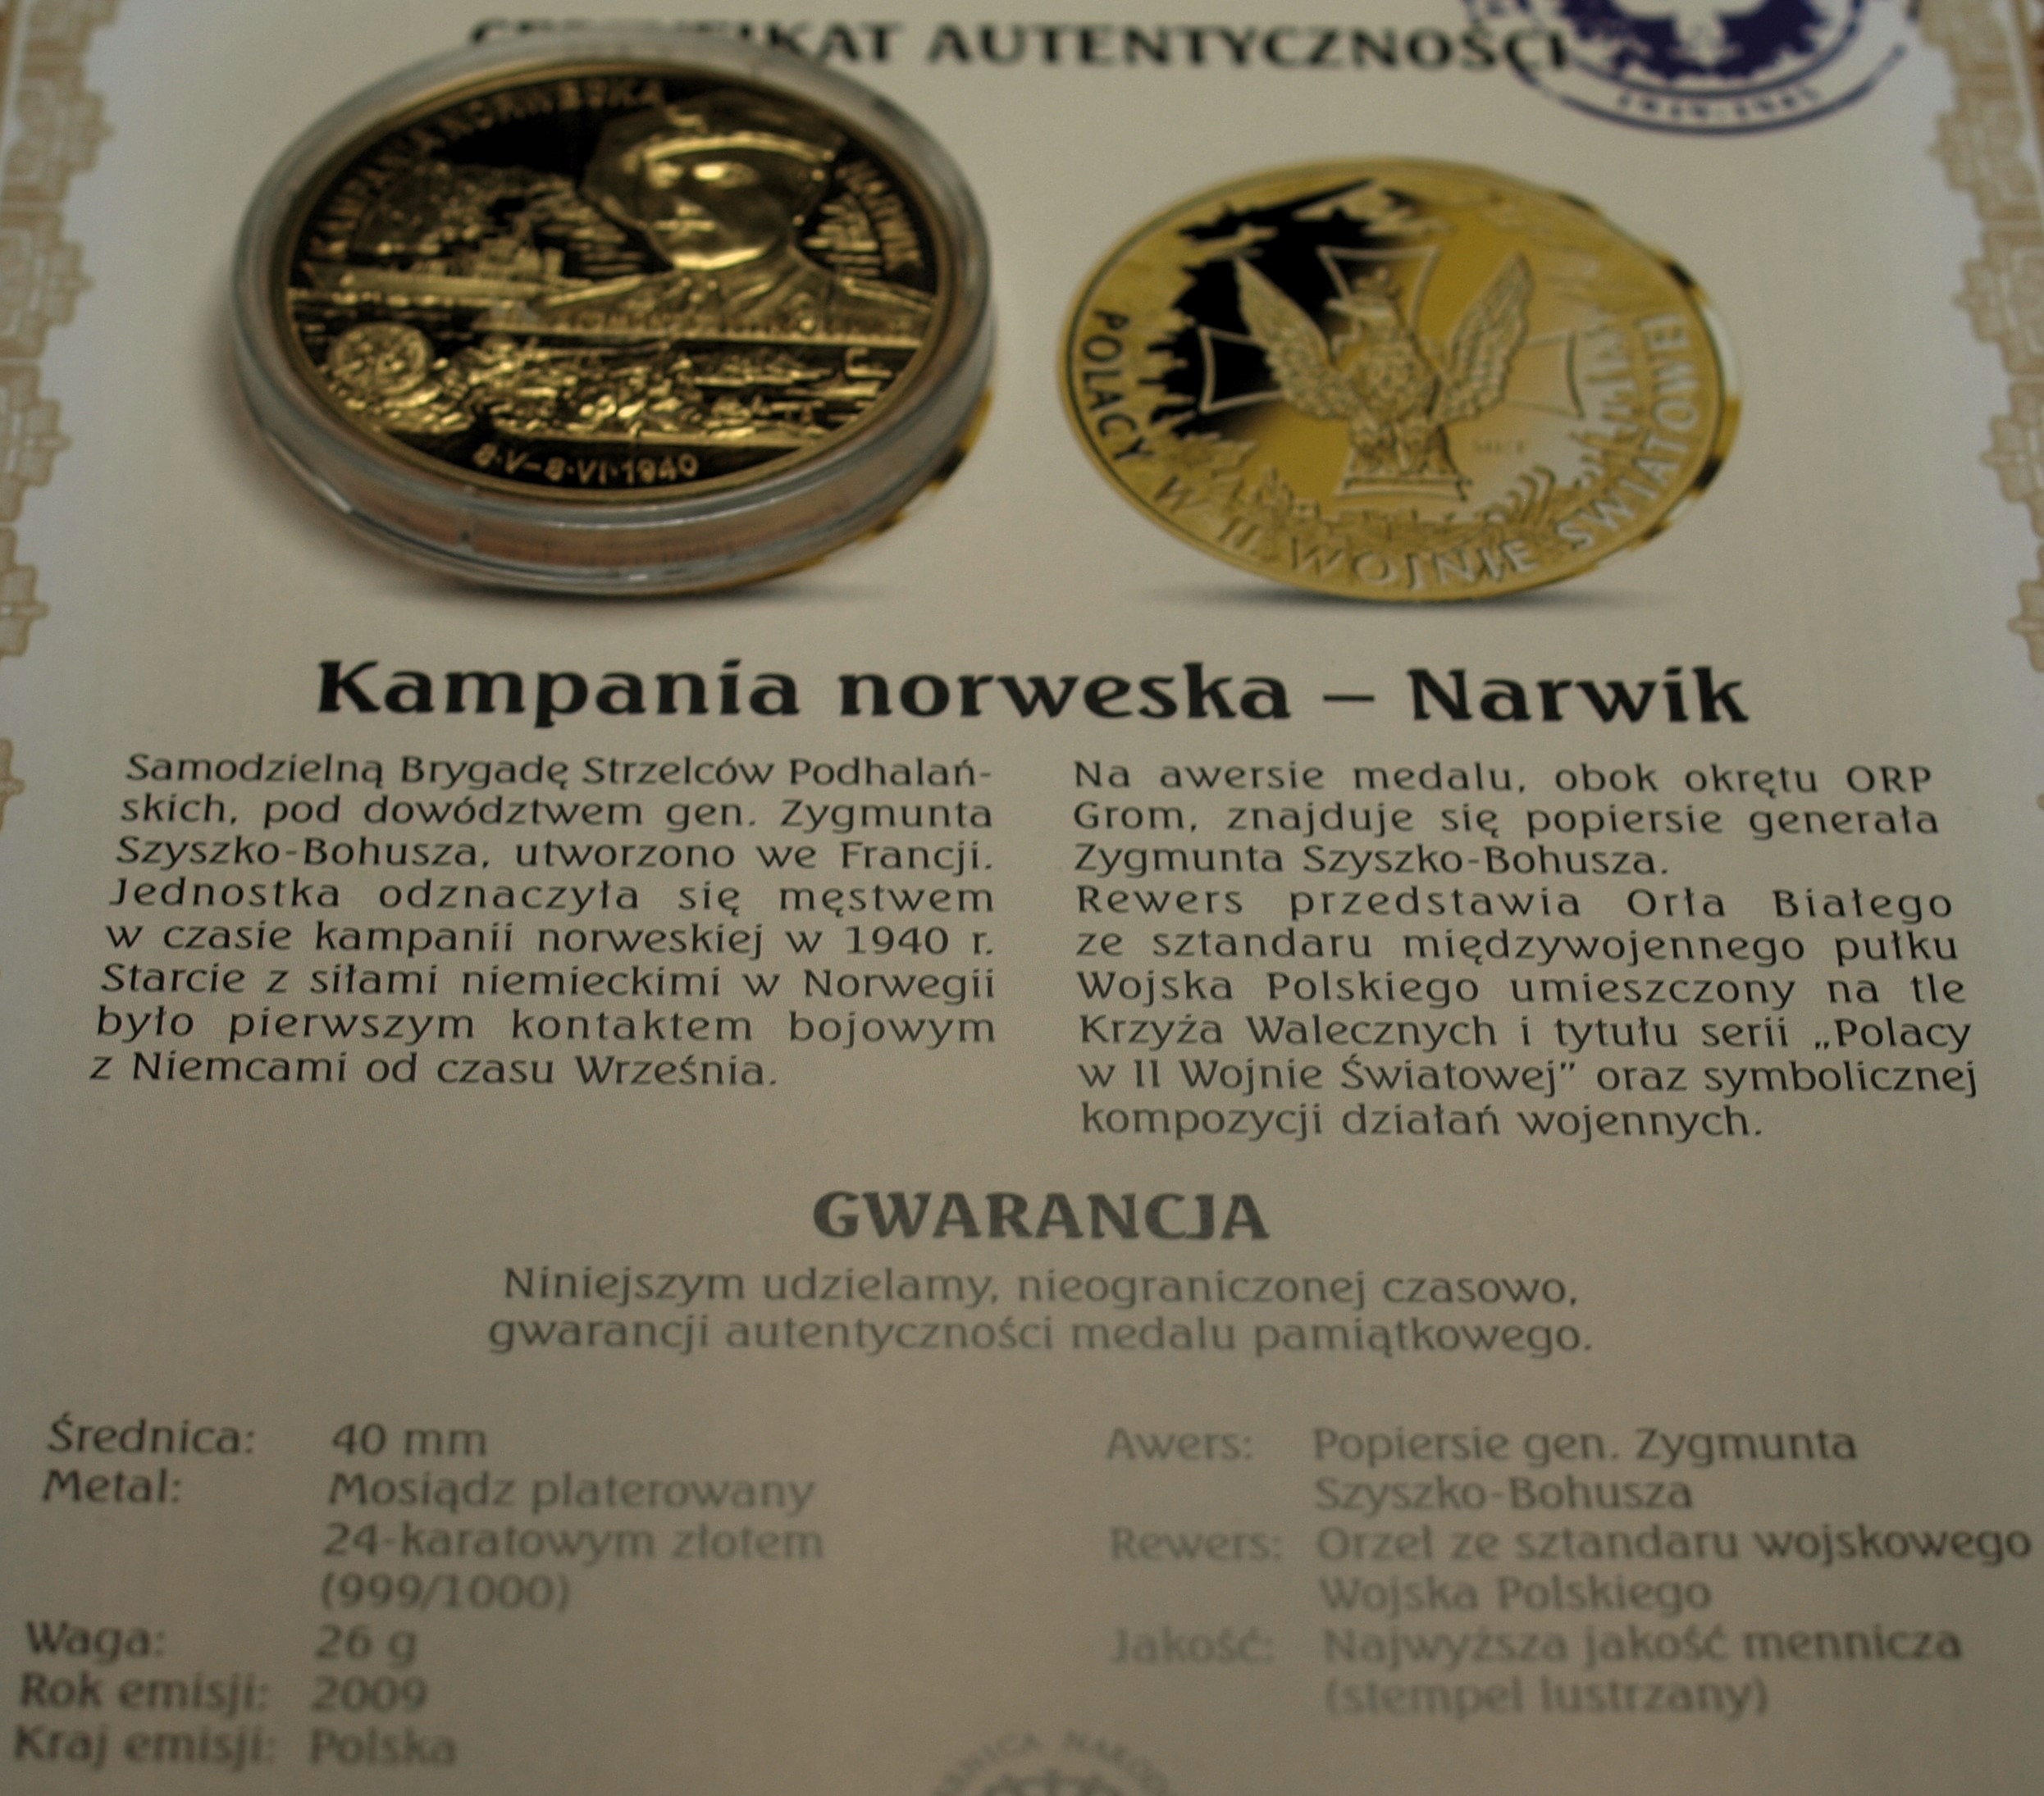 AUTENTYCZNOŚCI
KAMPANIA NORWESKA
NARWIK
8·V–8·VI·1940
POLACY W II WOJNIE ŚWIATOWEJ
Kampania norweska – Narwik
Samodzielną Brygadę Strzelców Podhalań-
skich, pod dowództwem gen. Zygmunta
Szyszko-Bohusza, utworzono we Francji.
Jednostka odznaczyła się męstwem
w czasie kampanii norweskiej w 1940 r.
Starcie z siłami niemieckimi w Norwegii
było pierwszym kontaktem bojowym
z Niemcami od czasu Września.
Na awersie medalu, obok okrętu ORP
Grom, znajduje się popiersie generała
Zygmunta Szyszko-Bohusza.
Rewers przedstawia Orła Białego
ze sztandaru międzywojennego pułku
Wojska Polskiego umieszczony na tle
Krzyża Walecznych i tytułu serii „Polacy
w II Wojnie Światowej” oraz symbolicznej
kompozycji działań wojennych.
GWARANCJA
Niniejszym udzielamy, nieograniczonej czasowo,
gwarancji autentyczności medalu pamiątkowego.
Średnica: 40 mm
Metal: Mosiądz platerowany
24-karatowym złotem
(999/1000)
Waga: 26 g
Rok emisji: 2009
Kraj emisji: Polska
Awers: Popiersie gen. Zygmunta
Szyszko-Bohusza
Rewers: Orzeł ze sztandaru wojskowego
Wojska Polskiego
Jakość: Najwyższa jakość mennicza
(stempel lustrzany)